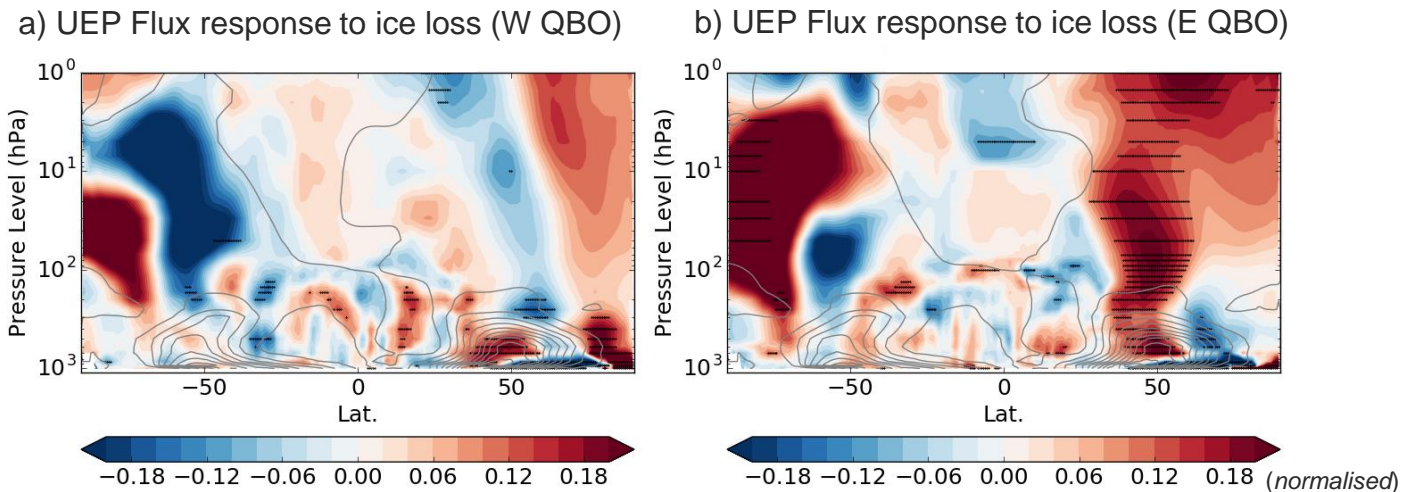 a) UEP Flux response to ice loss (W QBO)
b) UEP Flux response to ice loss (E QBO)
Pressure Level (hPa)
10^0
10^1
10^2
10^3
−50 0 50
Lat.
−0.18 −0.12 −0.06 0.00 0.06 0.12 0.18
Pressure Level (hPa)
10^0
10^1
10^2
10^3
−50 0 50
Lat.
−0.18 −0.12 −0.06 0.00 0.06 0.12 0.18 (normalised)